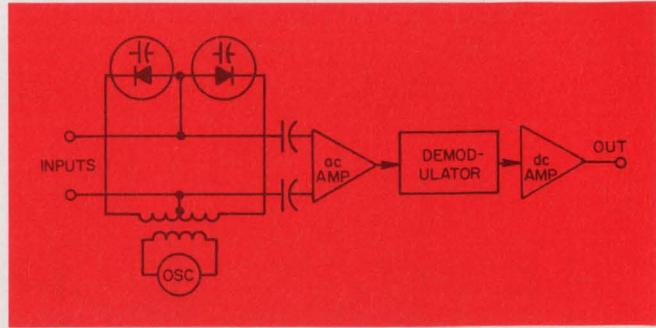 INPUTS
OSC
ac
AMP
DEMOD-
ULATOR
dc
AMP
OUT